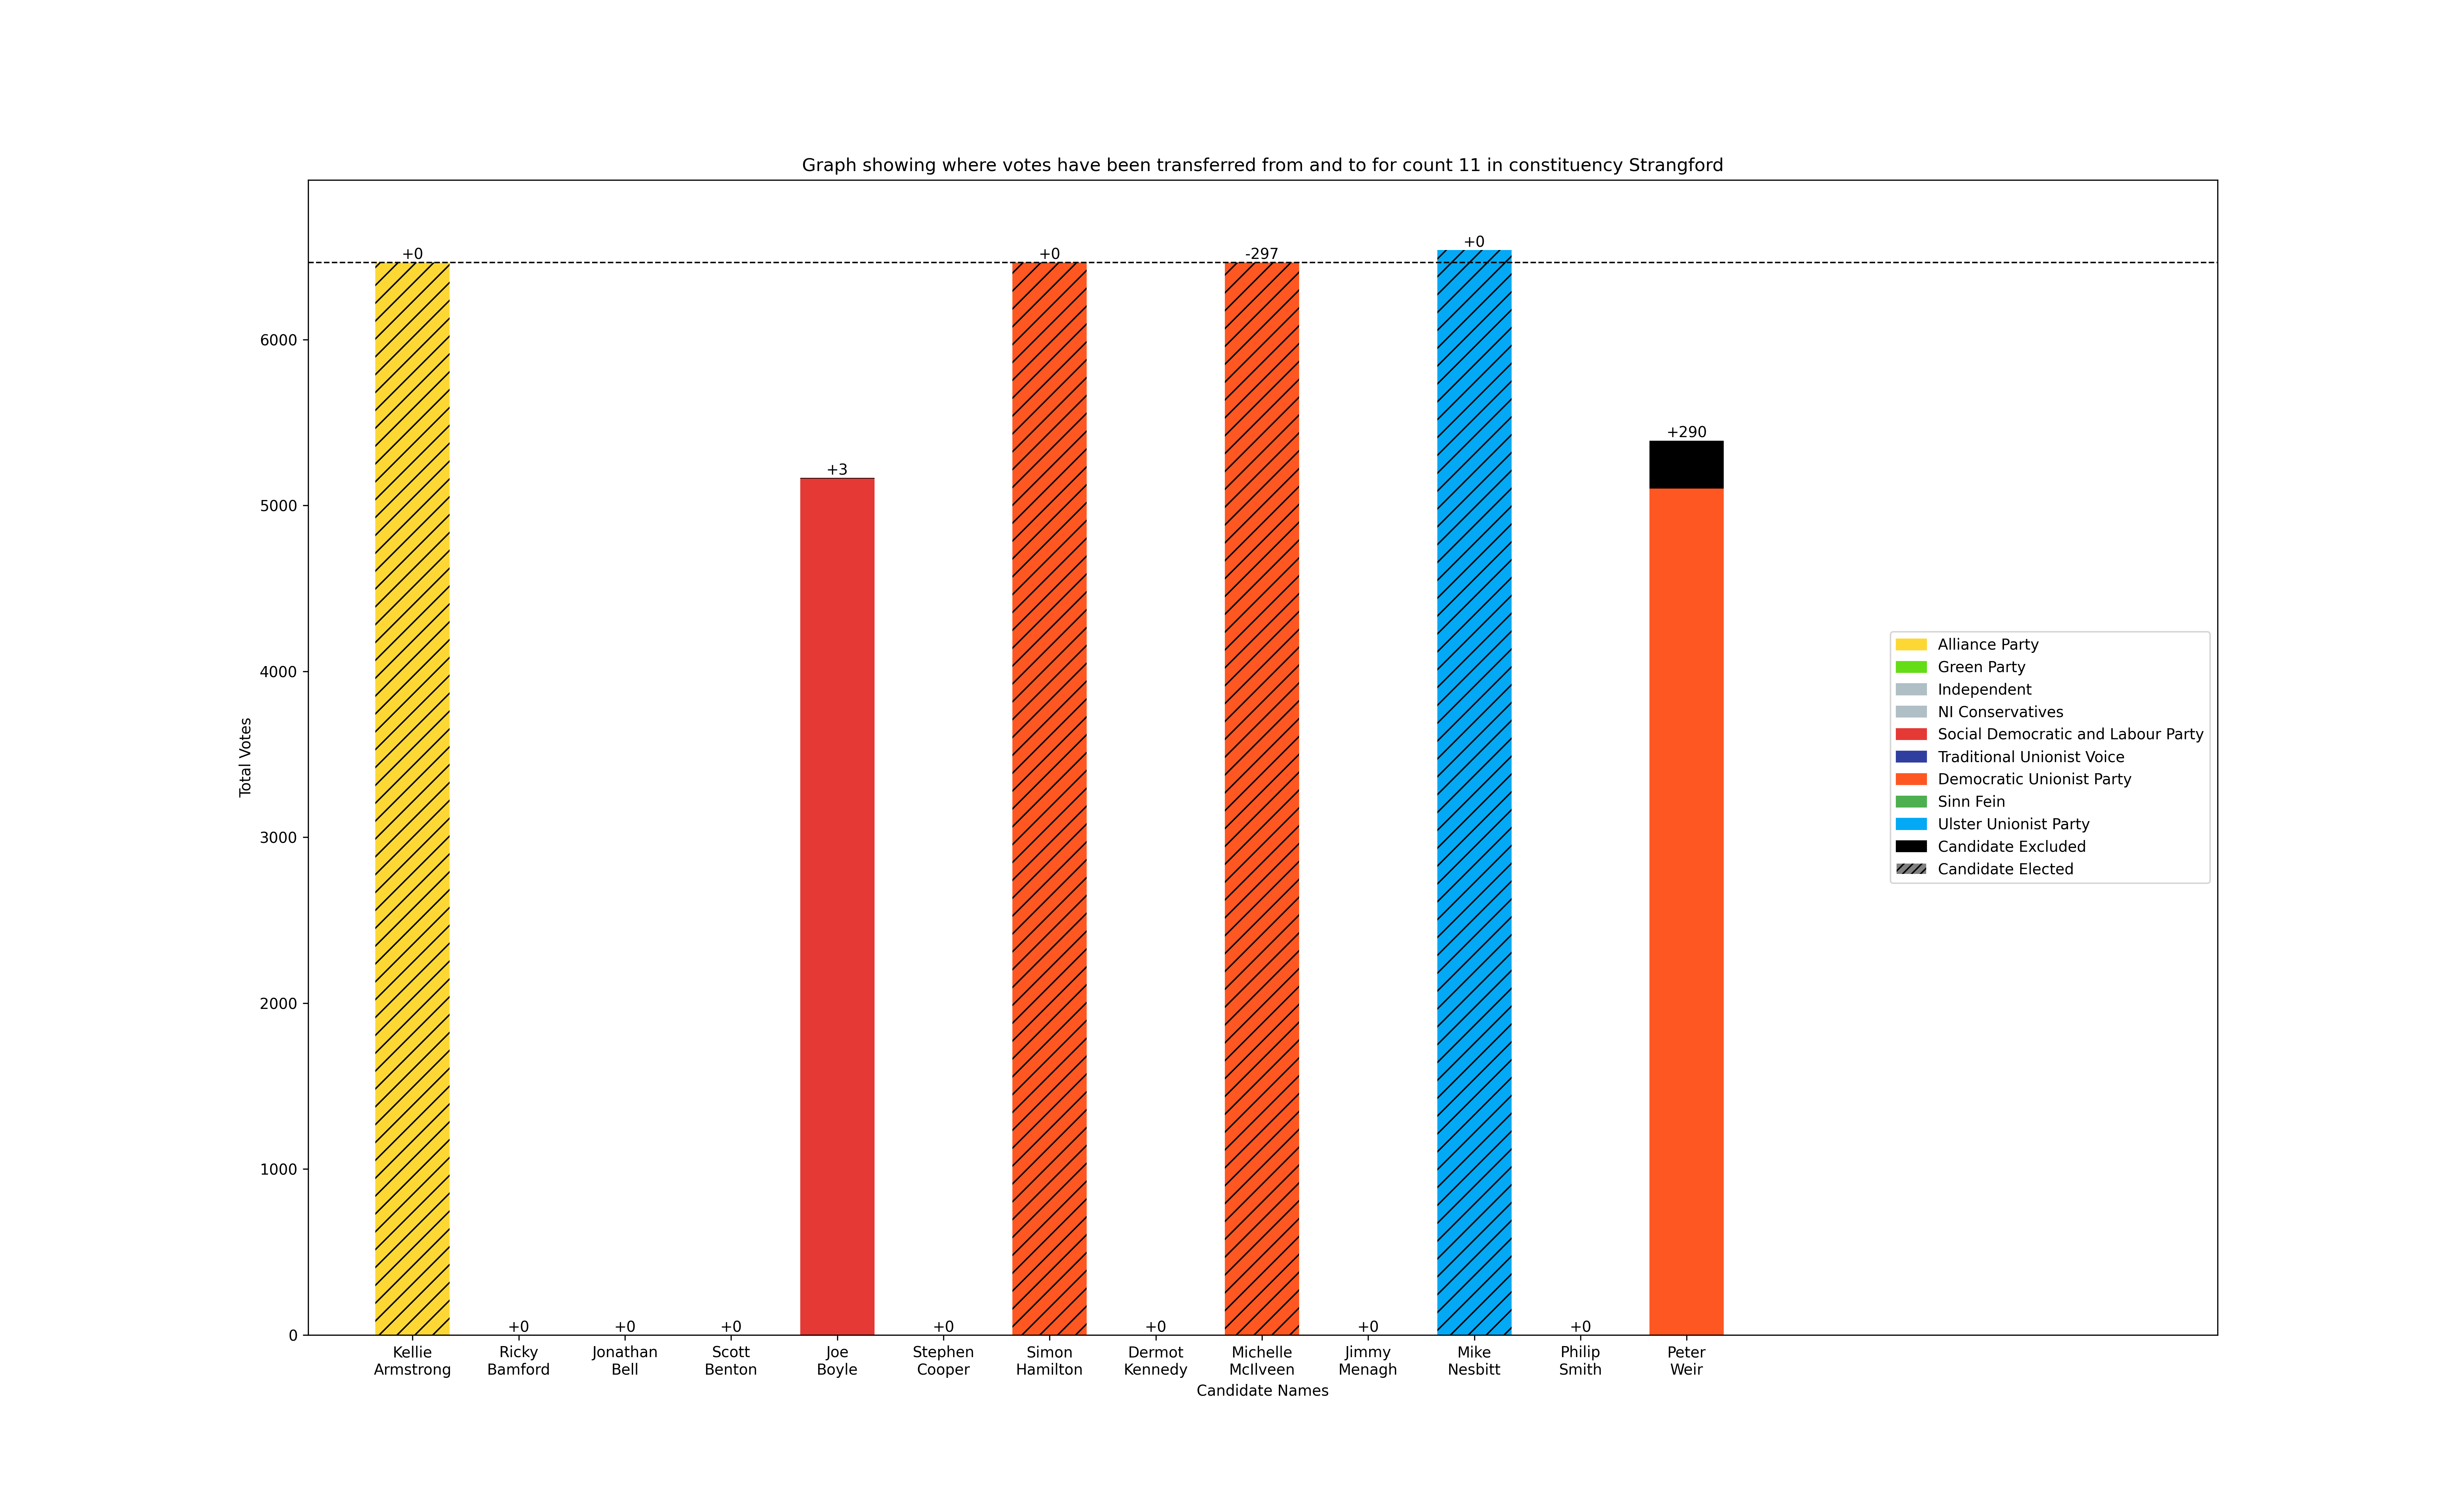 Graph showing where votes have been transferred from and to for count 11 in constituency Strangford
+0
+0
-297
+0
+3
+290
+0
+0
+0
+0
+0
+0
+0
6000
5000
4000
3000
2000
1000
0
Total Votes
Kellie
Armstrong
Ricky
Bamford
Jonathan
Bell
Scott
Benton
Joe
Boyle
Stephen
Cooper
Simon
Hamilton
Dermot
Kennedy
Michelle
McIlveen
Jimmy
Menagh
Mike
Nesbitt
Philip
Smith
Peter
Weir
Candidate Names
Alliance Party
Green Party
Independent
NI Conservatives
Social Democratic and Labour Party
Traditional Unionist Voice
Democratic Unionist Party
Sinn Fein
Ulster Unionist Party
Candidate Excluded
Candidate Elected